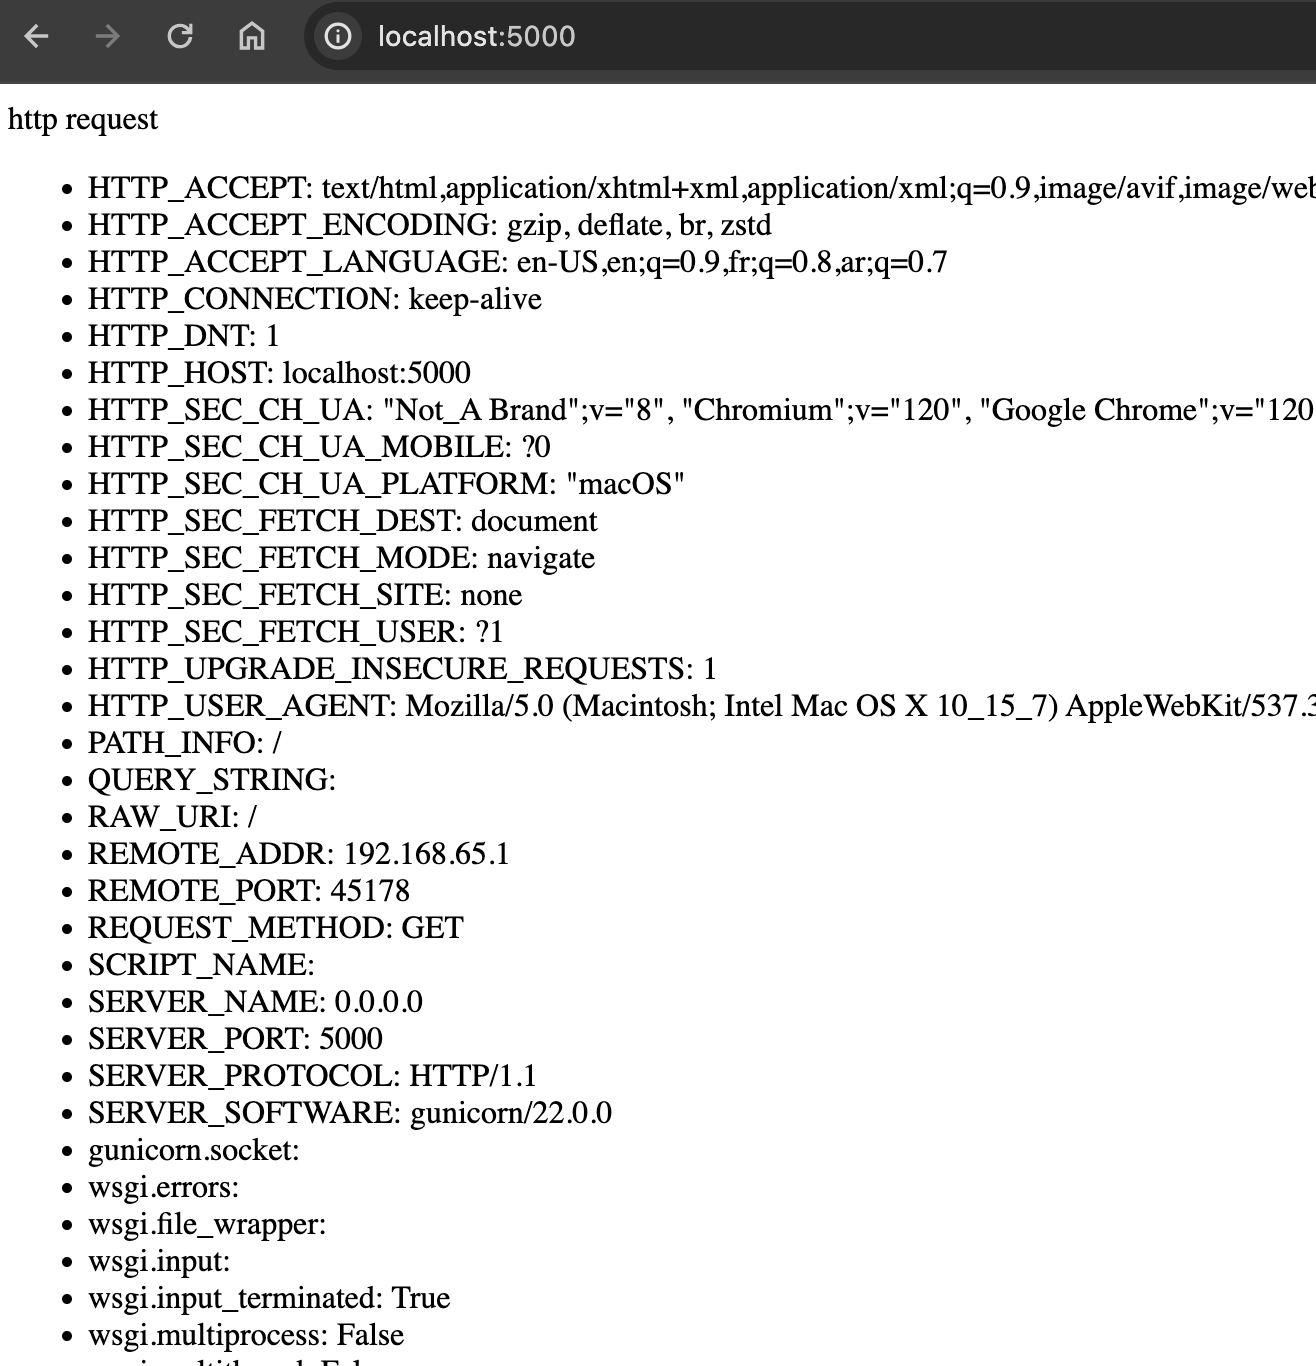 localhost:5000
http request
• HTTP_ACCEPT: text/html,application/xhtml+xml,application/xml;q=0.9,image/avif,image/web
• HTTP_ACCEPT_ENCODING: gzip, deflate, br, zstd
• HTTP_ACCEPT_LANGUAGE: en-US,en;q=0.9,fr;q=0.8,ar;q=0.7
• HTTP_CONNECTION: keep-alive
• HTTP_DNT: 1
• HTTP_HOST: localhost:5000
• HTTP_SEC_CH_UA: "Not_A Brand";v="8", "Chromium";v="120", "Google Chrome";v="120
• HTTP_SEC_CH_UA_MOBILE: ?0
• HTTP_SEC_CH_UA_PLATFORM: "macOS"
• HTTP_SEC_FETCH_DEST: document
• HTTP_SEC_FETCH_MODE: navigate
• HTTP_SEC_FETCH_SITE: none
• HTTP_SEC_FETCH_USER: ?1
• HTTP_UPGRADE_INSECURE_REQUESTS: 1
• HTTP_USER_AGENT: Mozilla/5.0 (Macintosh; Intel Mac OS X 10_15_7) AppleWebKit/537.3
• PATH_INFO: /
• QUERY_STRING:
• RAW_URI: /
• REMOTE_ADDR: 192.168.65.1
• REMOTE_PORT: 45178
• REQUEST_METHOD: GET
• SCRIPT_NAME:
• SERVER_NAME: 0.0.0.0
• SERVER_PORT: 5000
• SERVER_PROTOCOL: HTTP/1.1
• SERVER_SOFTWARE: gunicorn/22.0.0
• gunicorn.socket:
• wsgi.errors:
• wsgi.file_wrapper:
• wsgi.input:
• wsgi.input_terminated: True
• wsgi.multiprocess: False